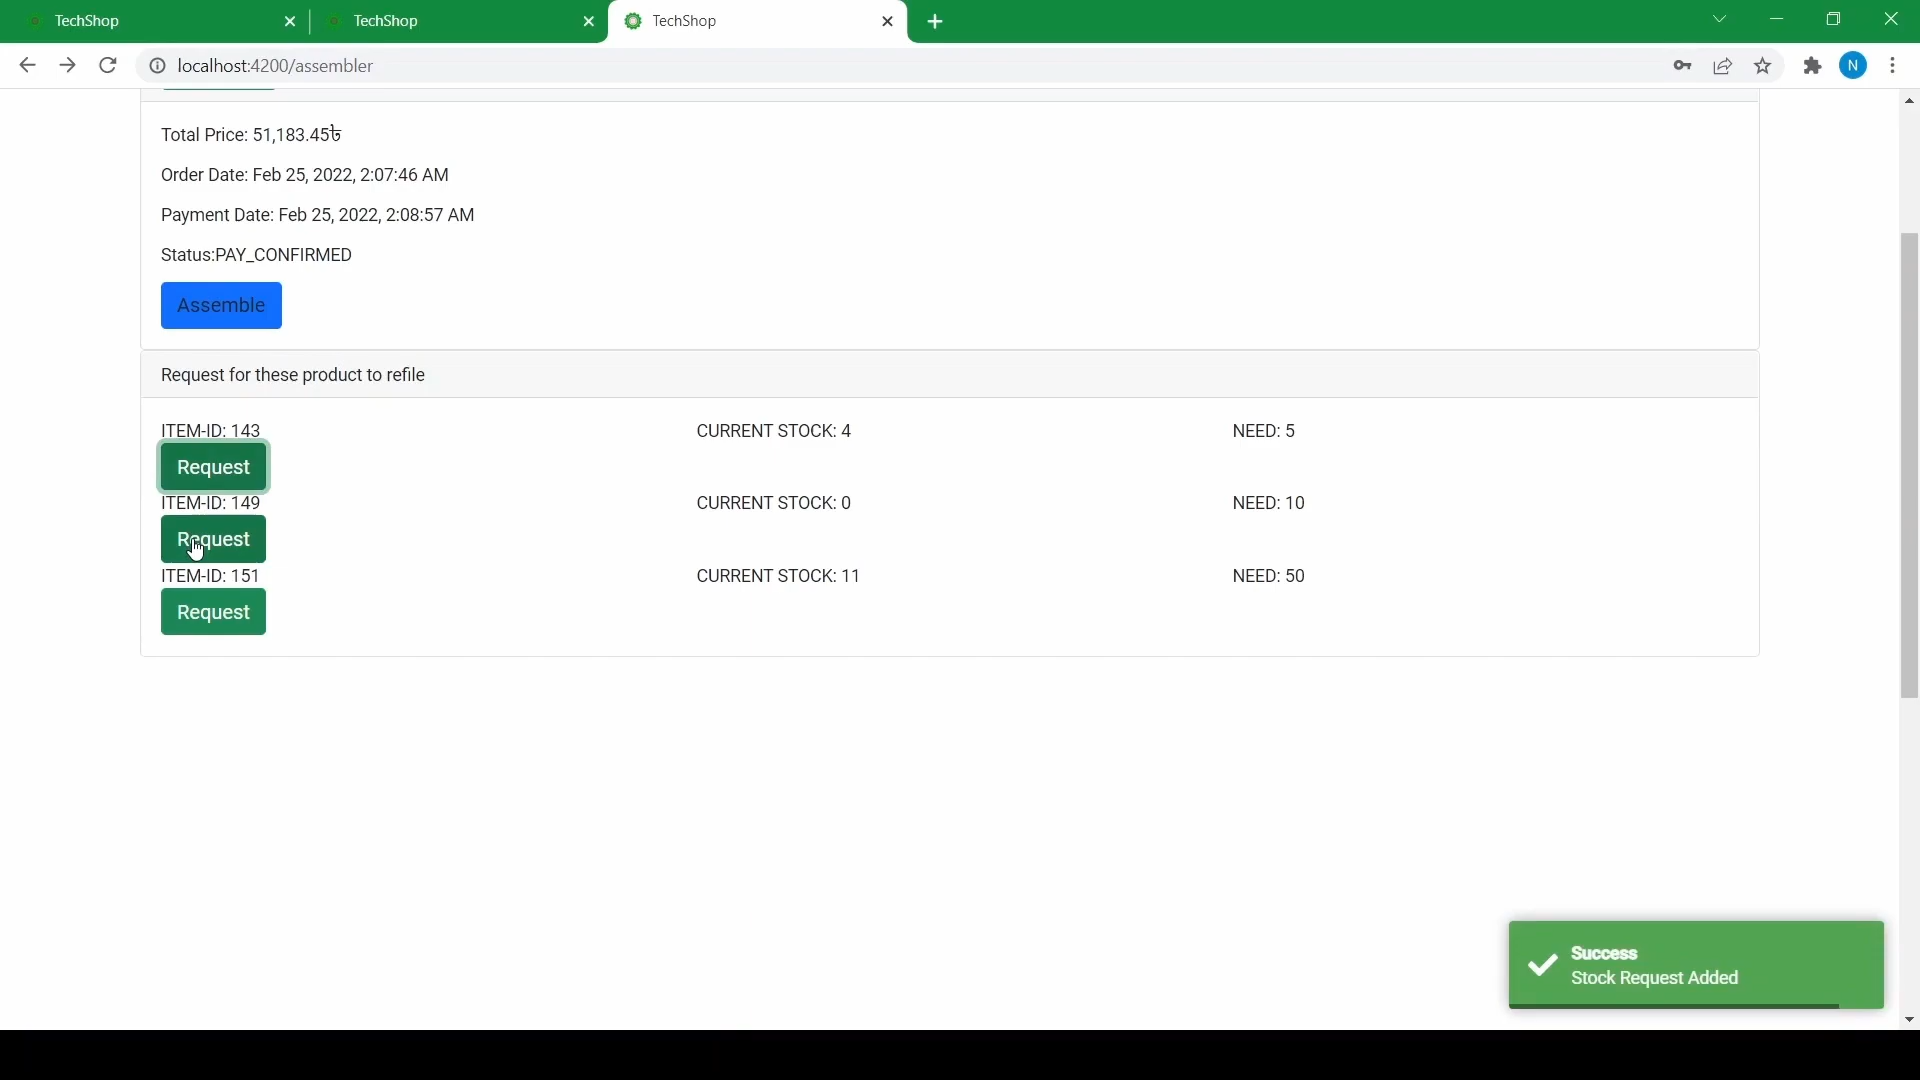 TechShop
TechShop
TechShop
localhost:4200/assembler
N
Total Price: 51,183.45৳
Order Date: Feb 25, 2022, 2:07:46 AM
Payment Date: Feb 25, 2022, 2:08:57 AM
Status:PAY_CONFIRMED
Assemble
Request for these product to refile
ITEM-ID: 143 CURRENT STOCK: 4 NEED: 5
Request
ITEM-ID: 149 CURRENT STOCK: 0 NEED: 10
Request
ITEM-ID: 151 CURRENT STOCK: 11 NEED: 50
Request
Success
Stock Request Added